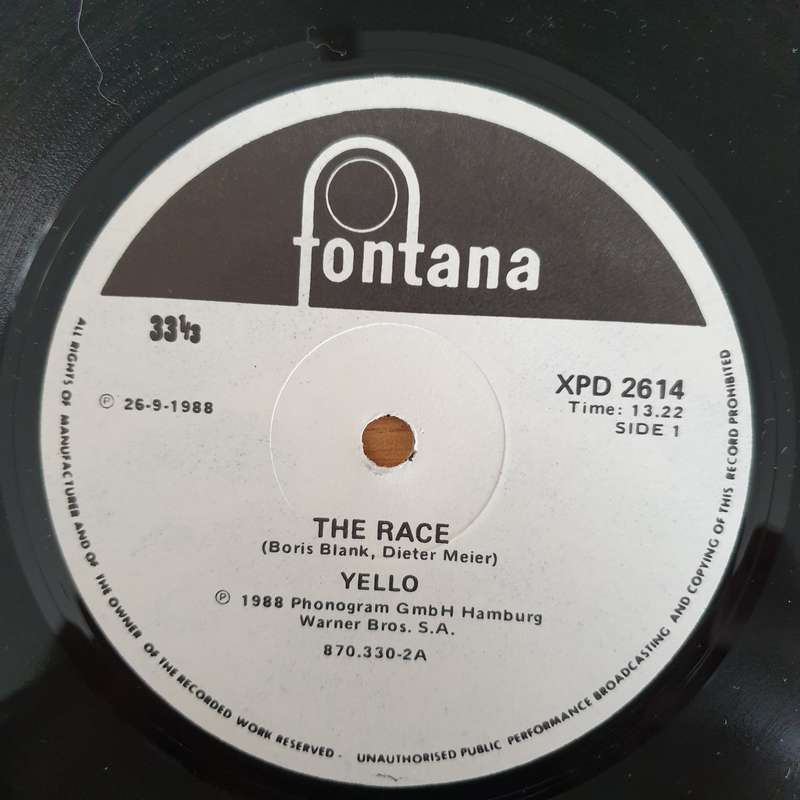 fontana
33⅓
℗ 26-9-1988
XPD 2614
Time: 13.22
SIDE 1
THE RACE
(Boris Blank, Dieter Meier)
YELLO
℗ 1988 Phonogram GmbH Hamburg
Warner Bros. S.A.
870.330-2A
ALL RIGHTS OF MANUFACTURER AND OF THE OWNER OF THE RECORDED WORK RESERVED. UNAUTHORISED PUBLIC PERFORMANCE BROADCASTING AND COPYING OF THIS RECORD PROHIBITED